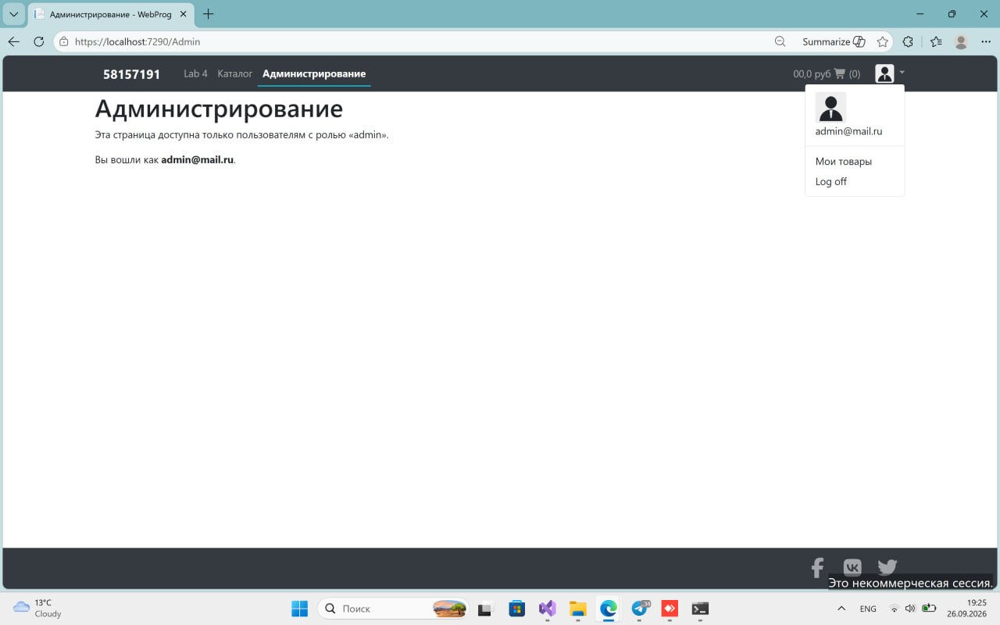 Администрирование - WebProg
https://localhost:7290/Admin
Summarize
58157191 Lab 4 Каталог Администрирование 00,0 руб (0)
Администрирование
Эта страница доступна только пользователям с ролью «admin».
Вы вошли как admin@mail.ru.
admin@mail.ru
Мои товары
Log off
Это некоммерческая сессия.
13°C
Cloudy
Поиск
34
ENG
19:25
26.09.2026